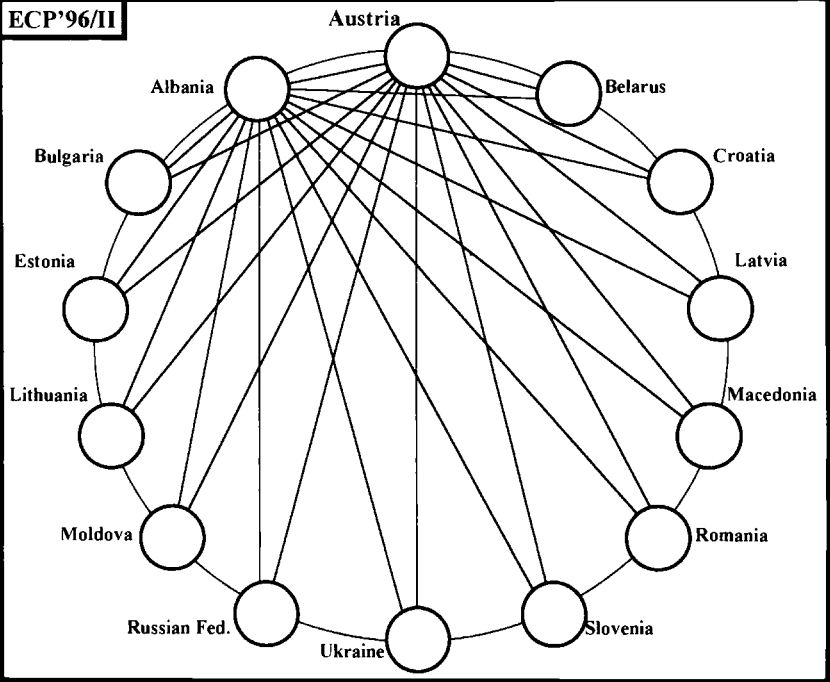 ECP'96/II
Austria
Albania
Belarus
Bulgaria
Croatia
Estonia
Latvia
Lithuania
Macedonia
Moldova
Romania
Russian Fed.
Slovenia
Ukraine